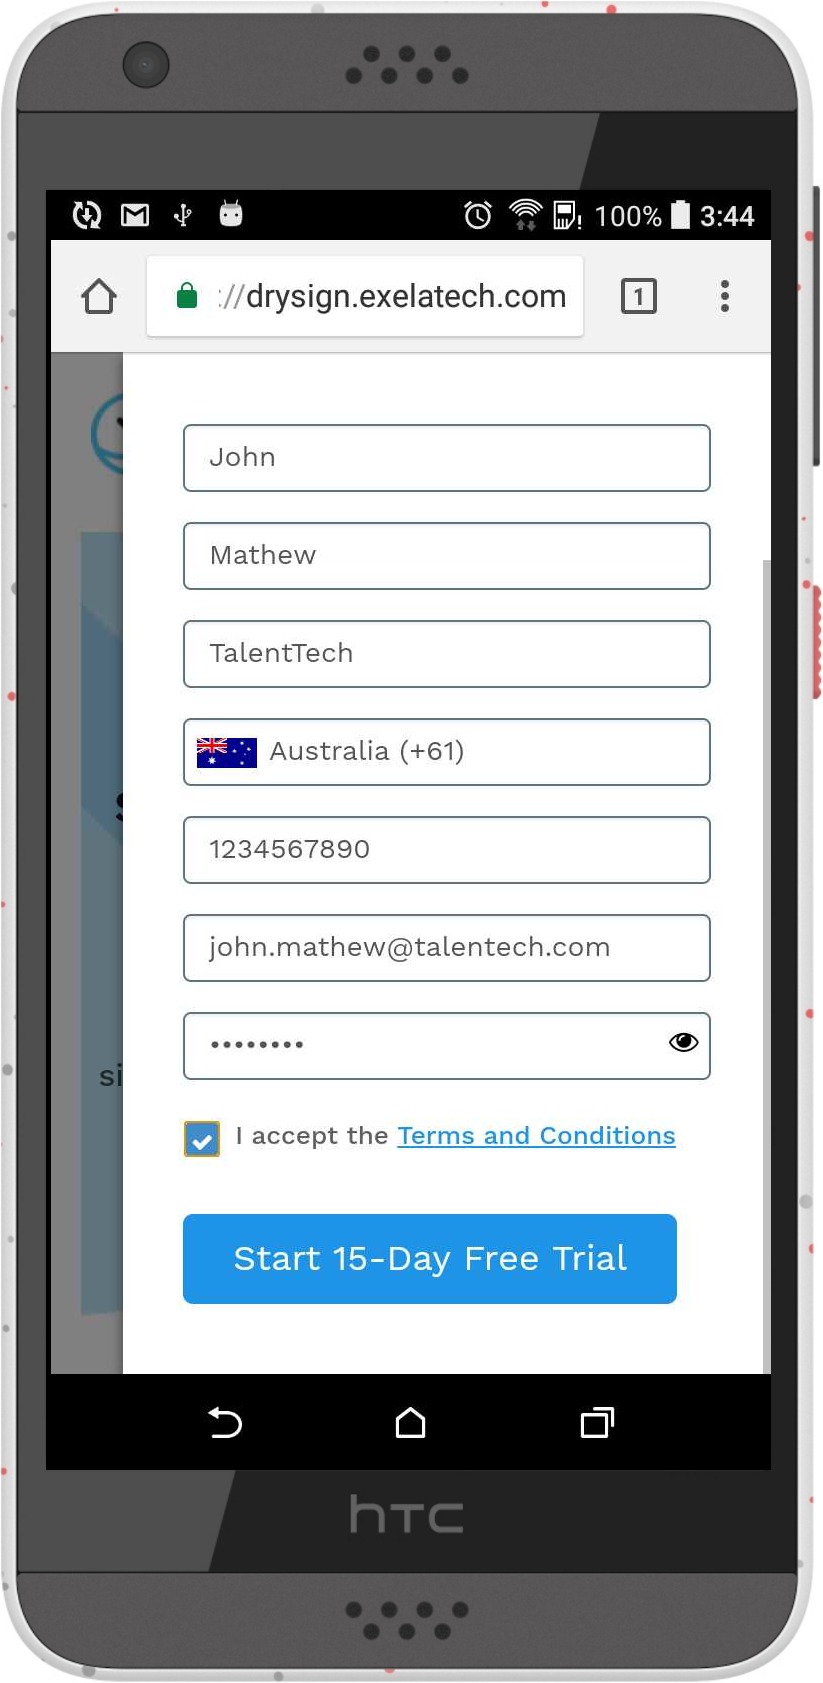 100% 3:44
://drysign.exelatech.com 1
John
Mathew
TalentTech
Australia (+61)
1234567890
john.mathew@talentech.com
••••••••
si
I accept the Terms and Conditions
Start 15-Day Free Trial
hTC